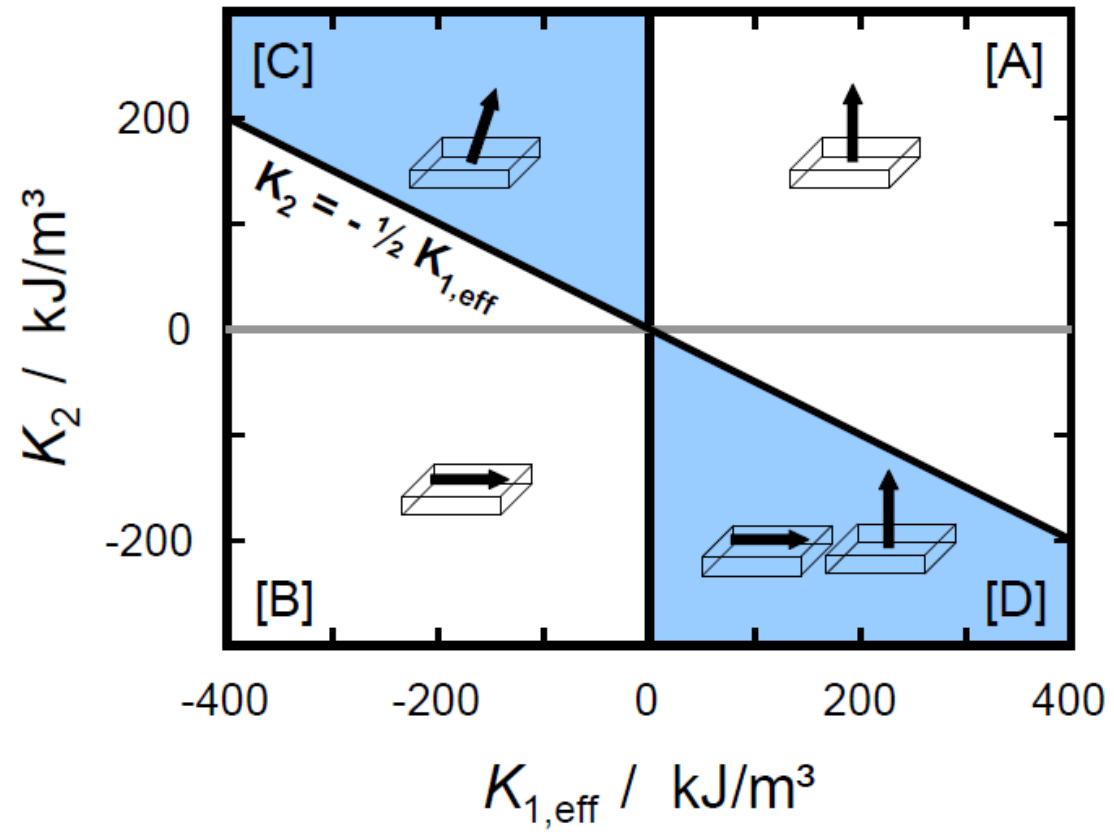 [C]
[A]
200
K₂ = - ½ K₁,eff
0
-200
[B]
[D]
K₂ / kJ/m³
-400
-200
0
200
400
K₁,eff / kJ/m³